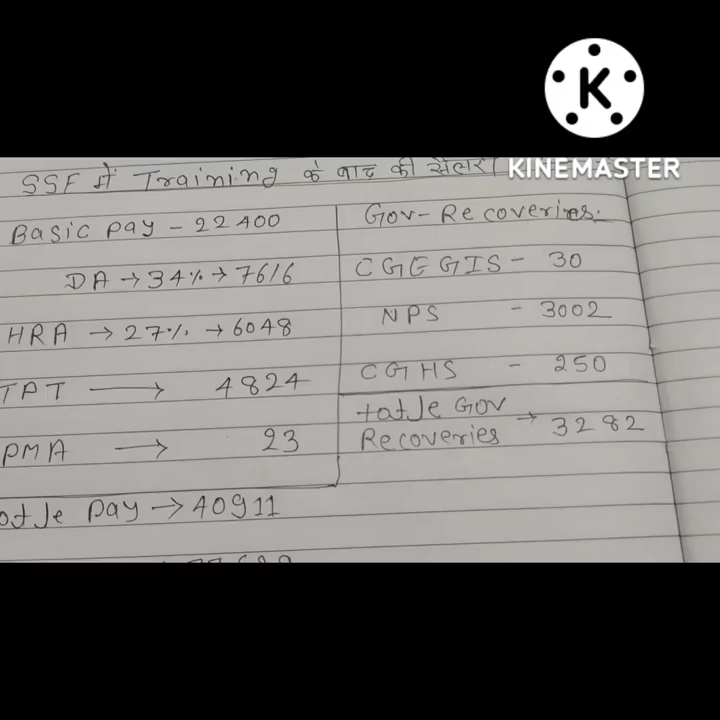 KINEMASTER
SSF में Training के बाद की सैलरी
Basic pay - 22400
DA → 34% → 7616
HRA → 27% → 6048
TPT → 4824
PMA → 23
otle pay → 40911
Gov-Recoveries:
CGEGIS - 30
NPS - 3002
CGHS - 250
totle Gov
Recoveries → 3282